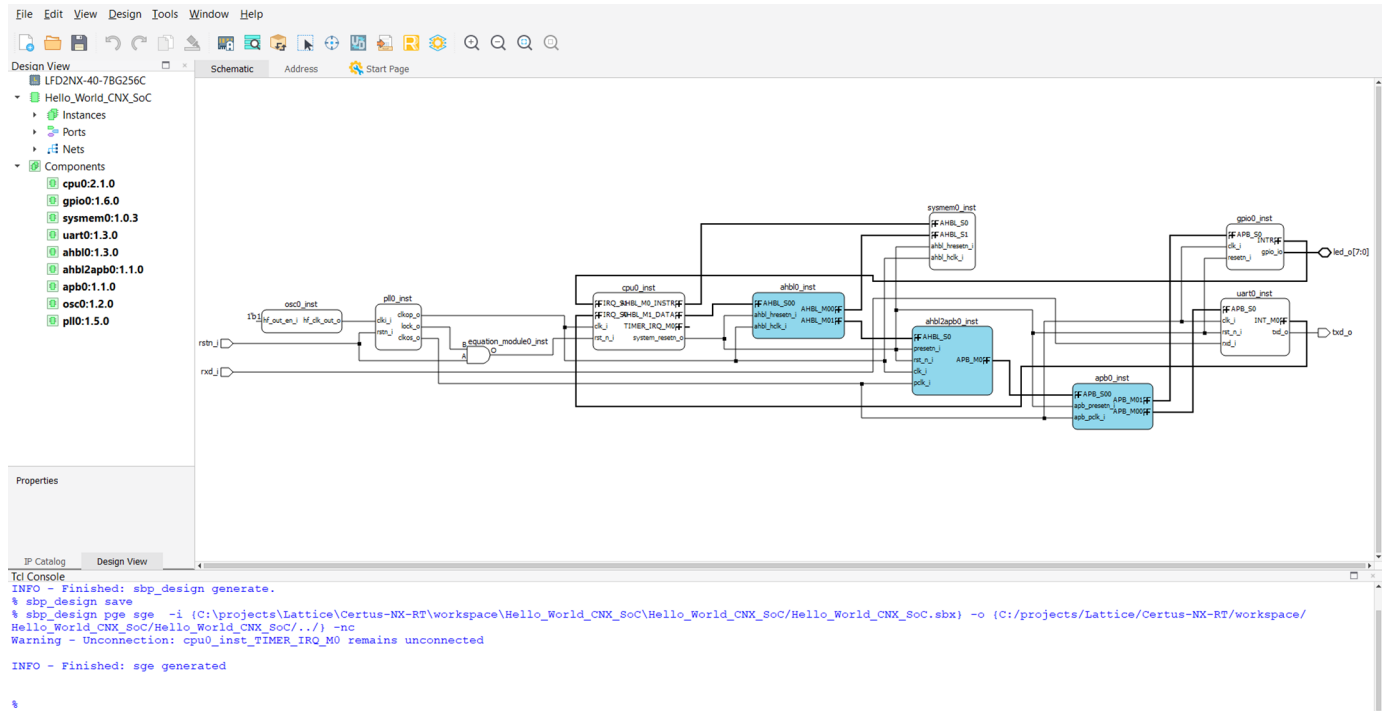 File Edit View Design Tools Window Help
Design View
LFD2NX-40-7BG256C
Hello_World_CNX_SoC
Instances
Ports
Nets
Components
cpu0:2.1.0
gpio0:1.6.0
sysmem0:1.0.3
uart0:1.3.0
ahbl0:1.3.0
ahbl2apb0:1.1.0
apb0:1.1.0
osc0:1.2.0
pll0:1.5.0
Properties
IP Catalog Design View
Schematic Address Start Page
rstn_i
rxd_i
1'b1
osc0_inst
hf_out_en_i hf_clk_out_o
pll0_inst
clki_i
rstn_i
clkop_o
lock_o
clkos_o
equation_module0_inst
B
A
O
cpu0_inst
IRQ_S AHBL_M0_INSTR
IRQ_S AHBL_M1_DATA
clk_i TIMER_IRQ_M0
rst_n_i system_resetn_o
ahbl0_inst
AHBL_S00
ahbl_hresetn_i AHBL_M00
ahbl_hclk_i AHBL_M01
sysmem0_inst
AHBL_S0
AHBL_S1
ahbl_hresetn_i
ahbl_hclk_i
ahbl2apb0_inst
AHBL_S0
presetn_i
rst_n_i APB_M0
clk_i
pclk_i
apb0_inst
APB_S00 APB_M01
apb_presetn_i APB_M00
apb_pclk_i
gpio0_inst
APB_S0 INTR
clk_i gpio_io
resetn_i
led_o[7:0]
uart0_inst
APB_S0
clk_i INT_M0
rst_n_i txd_o
rxd_i
txd_o
Tcl Console
INFO - Finished: sbp_design generate.
% sbp_design save
% sbp_design pge sge -i {C:\projects\Lattice\Certus-NX-RT\workspace\Hello_World_CNX_SoC\Hello_World_CNX_SoC/Hello_World_CNX_SoC.sbx} -o {C:/projects/Lattice/Certus-NX-RT/workspace/
Hello_World_CNX_SoC/Hello_World_CNX_SoC/../} -nc
Warning - Unconnection: cpu0_inst_TIMER_IRQ_M0 remains unconnected
INFO - Finished: sge generated
%